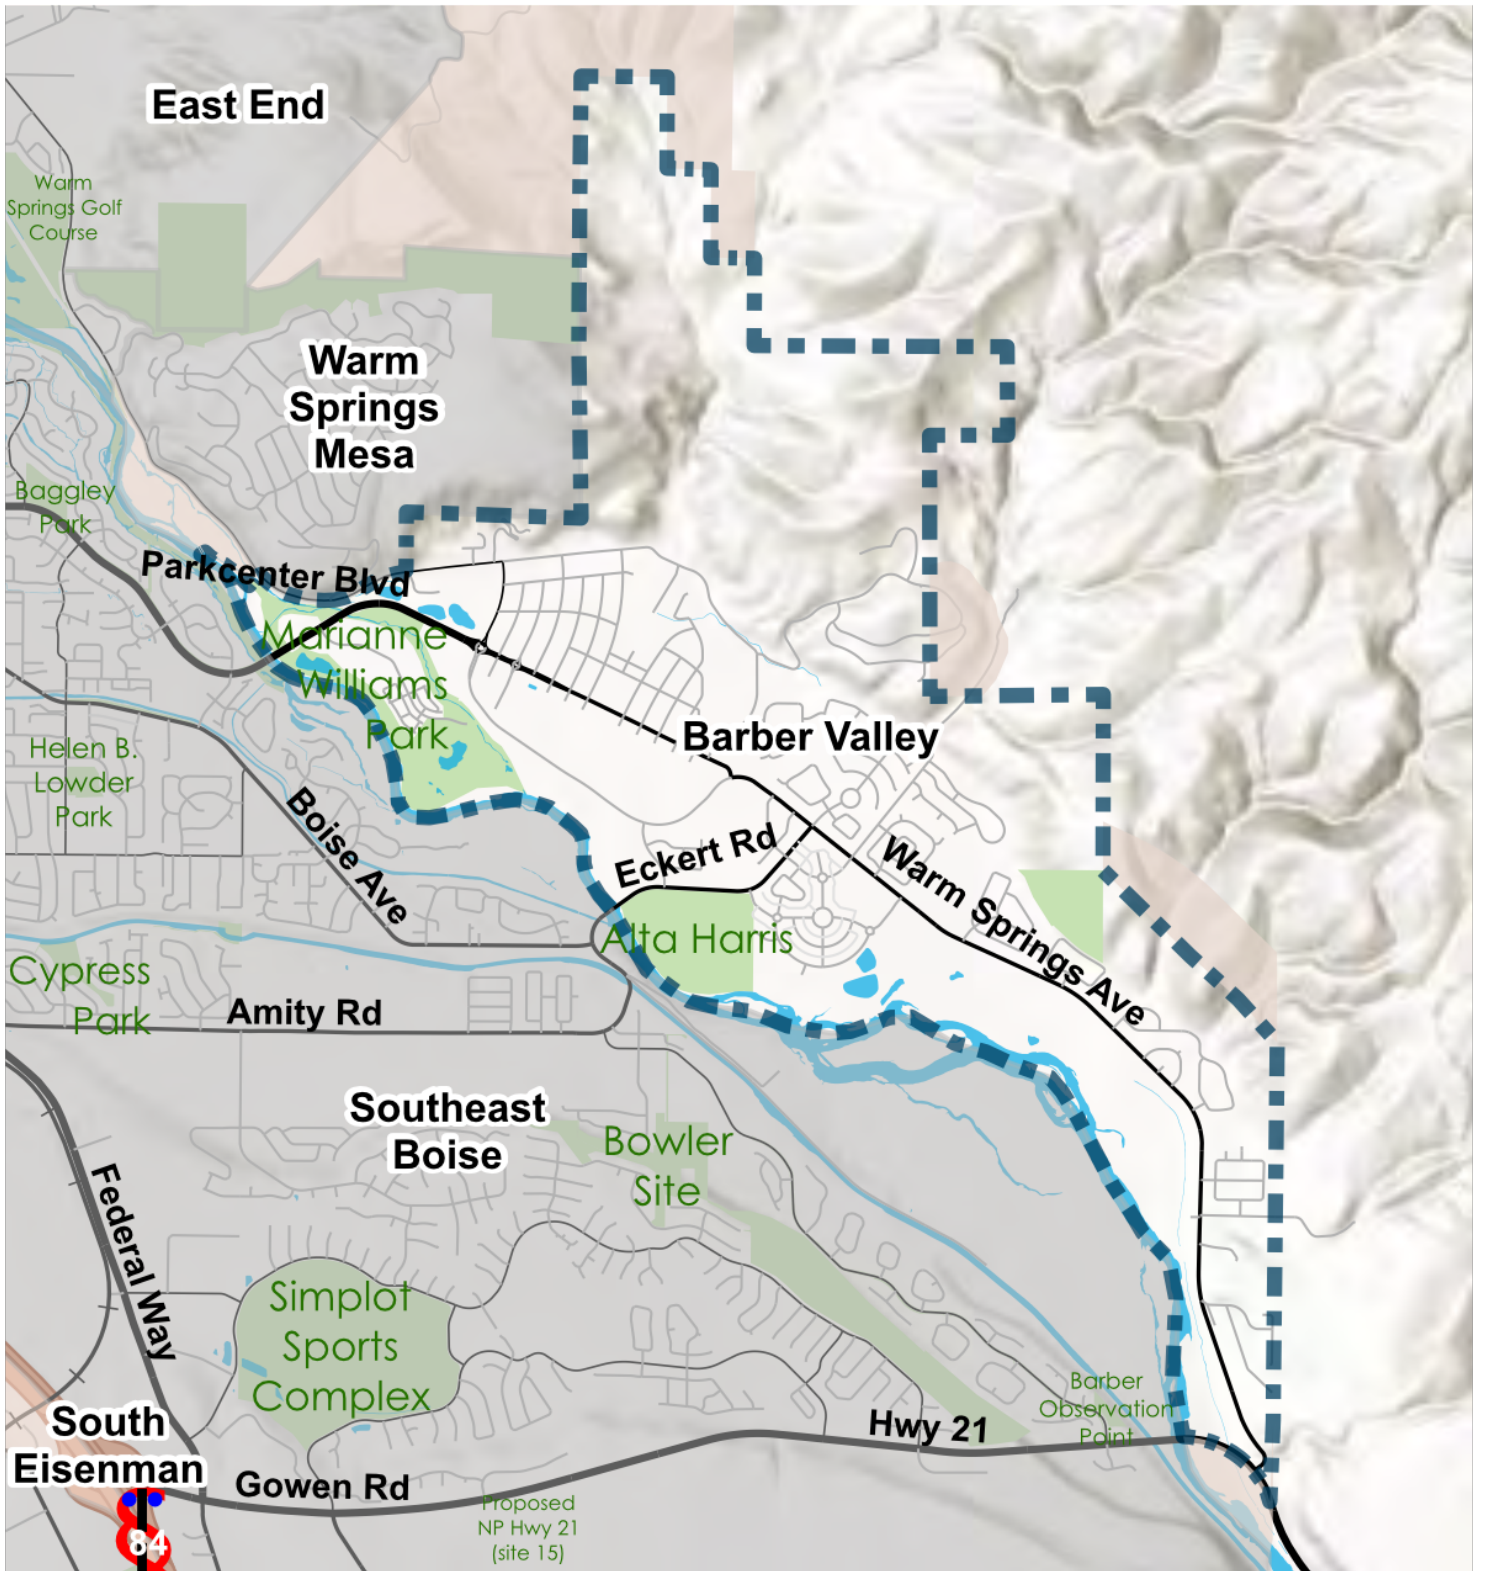 East End
Warm
Springs Golf
Course
Warm
Springs
Mesa
Baggley
Park
Parkcenter Blvd
Marianne
Williams
Park
Barber Valley
Helen B.
Lowder
Park
Boise Ave
Eckert Rd
Warm Springs Ave
Alta Harris
Cypress
Park
Amity Rd
Southeast
Boise
Bowler
Site
Federal Way
Simplot
Sports
Complex
Barber
Observation
Point
Hwy 21
South
Eisenman
Gowen Rd
Proposed
NP Hwy 21
(site 15)
84